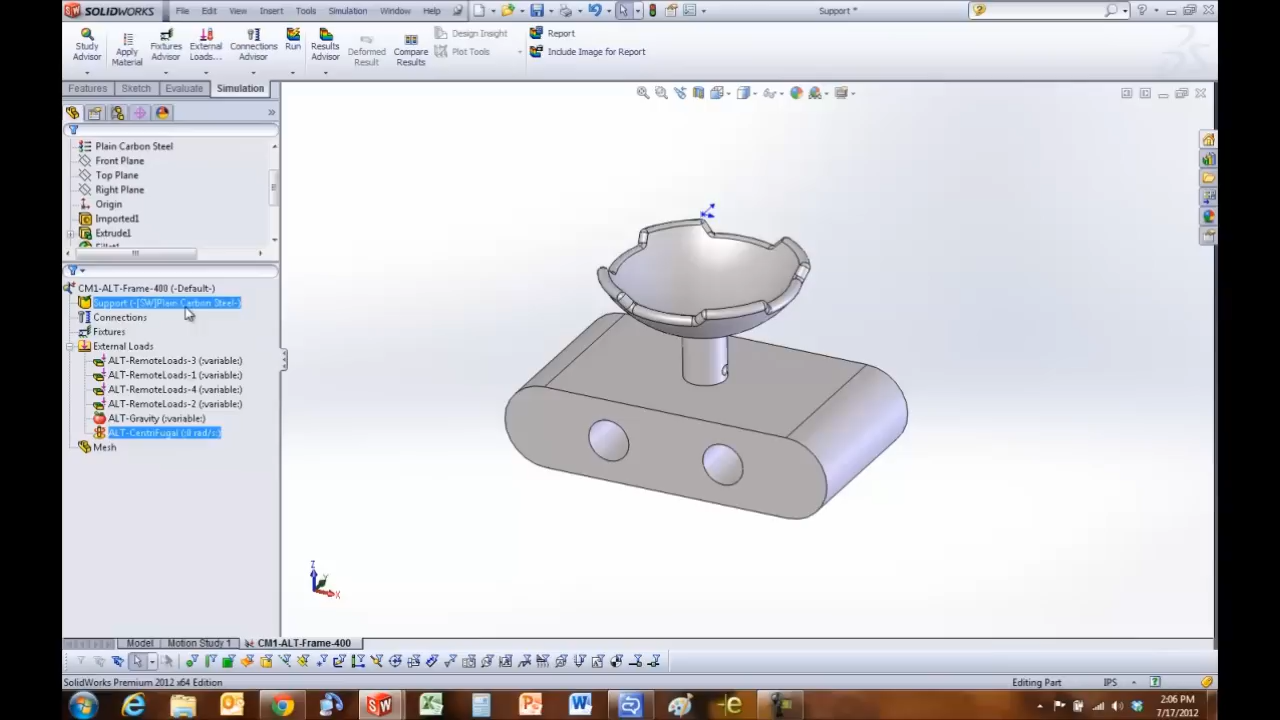 SOLIDWORKS File Edit View Insert Tools Simulation Window Help Support *
Study Advisor
Apply Material
Fixtures Advisor
External Loads...
Connections Advisor
Run
Results Advisor
Deformed Result
Compare Results
Design Insight
Plot Tools
Report
Include Image for Report
Features Sketch Evaluate Simulation
Plain Carbon Steel
Front Plane
Top Plane
Right Plane
Origin
Imported1
Extrude1
Fillet1
CM1-ALT-Frame-400 (-Default-)
Support (-[SW]Plain Carbon Steel-)
Connections
Fixtures
External Loads
ALT-RemoteLoads-3 (:variable:)
ALT-RemoteLoads-1 (:variable:)
ALT-RemoteLoads-4 (:variable:)
ALT-RemoteLoads-2 (:variable:)
ALT-Gravity (:variable:)
ALT-CentriFugal (:0 rad/s:)
Mesh
Z
Y
X
Model Motion Study 1 CM1-ALT-Frame-400
SolidWorks Premium 2012 x64 Edition Editing Part IPS
2:06 PM
7/17/2012